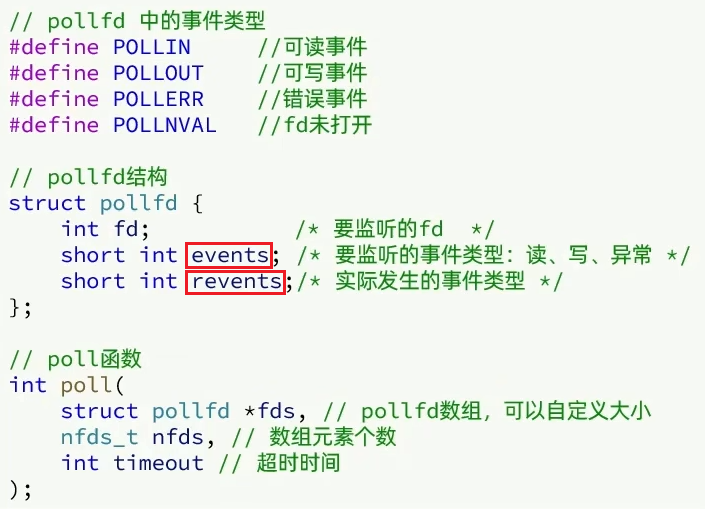 // pollfd 中的事件类型
#define POLLIN     //可读事件
#define POLLOUT    //可写事件
#define POLLERR    //错误事件
#define POLLNVAL   //fd未打开

// pollfd结构
struct pollfd {
    int fd;           /* 要监听的fd  */
    short int events; /* 要监听的事件类型：读、写、异常 */
    short int revents;/* 实际发生的事件类型 */
};

// poll函数
int poll(
    struct pollfd *fds, // pollfd数组，可以自定义大小
    nfds_t nfds, // 数组元素个数
    int timeout // 超时时间
);